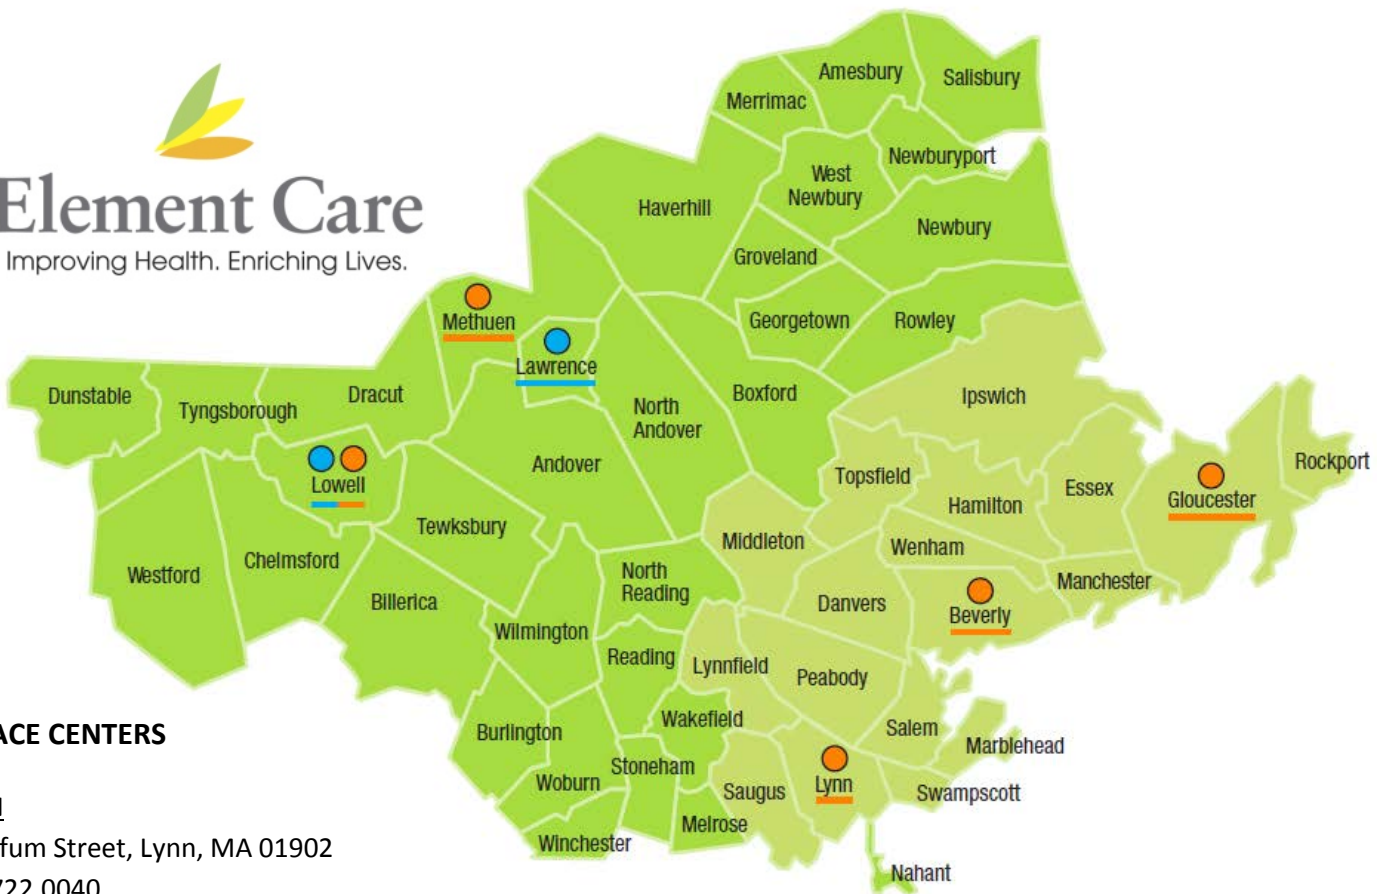 Amesbury
Salisbury
Merrimac
Newburyport
West
Newbury
Element Care
Improving Health. Enriching Lives.
Haverhill
Newbury
Groveland
Methuen
Georgetown
Rowley
Lawrence
Dunstable
Tyngsborough
Dracut
North
Andover
Boxford
Ipswich
Andover
Topsfield
Rockport
Lowell
Essex
Gloucester
Hamilton
Tewksbury
Middleton
Wenham
Chelmsford
Westford
North
Reading
Manchester
Billerica
Danvers
Beverly
Wilmington
Reading
Lynnfield
Peabody
Wakefield
Salem
Burlington
Marblehead
ACE CENTERS
Stoneham
Woburn
Saugus
Lynn
Swampscott
Melrose
Winchester
fum Street, Lynn, MA 01902
Nahant
722.0040